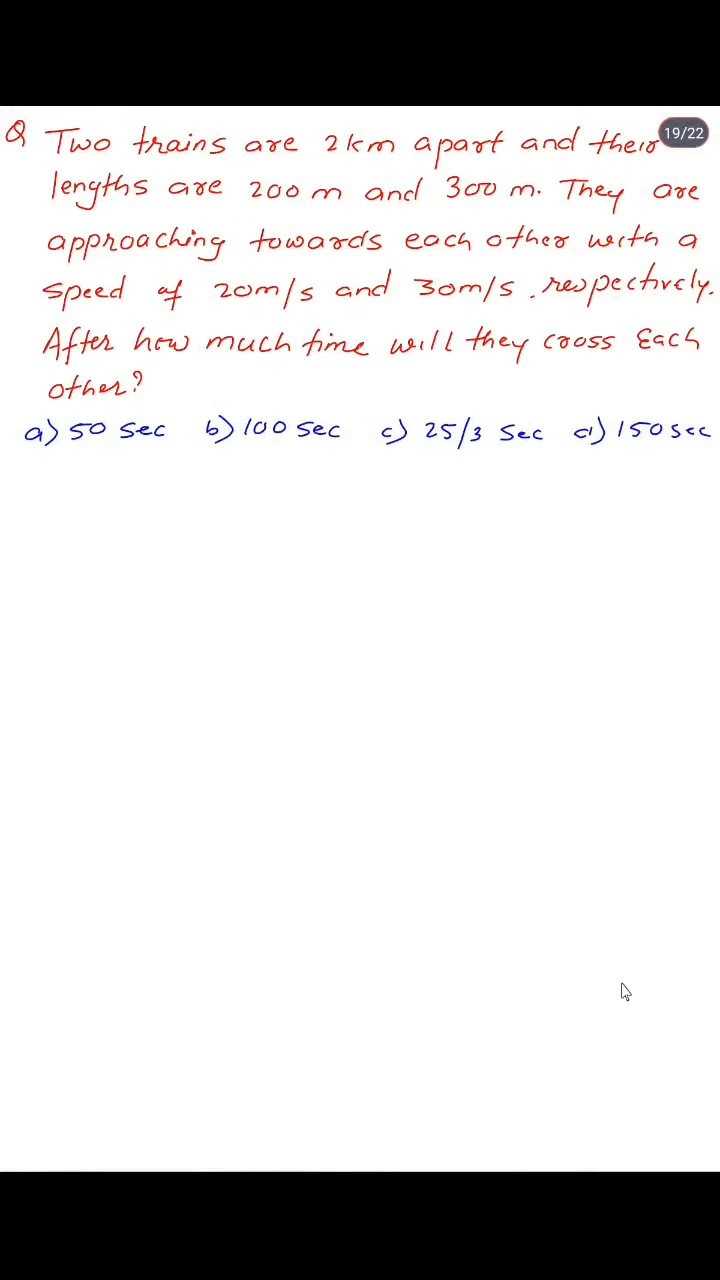 19/22
Q Two trains are 2km apart and their
lengths are 200 m and 300 m. They are
approaching towards each other with a
speed of 20m/s and 30m/s. respectively.
After how much time will they cross Each
other?
a) 50 sec b) 100 sec c) 25/3 sec d) 150 sec